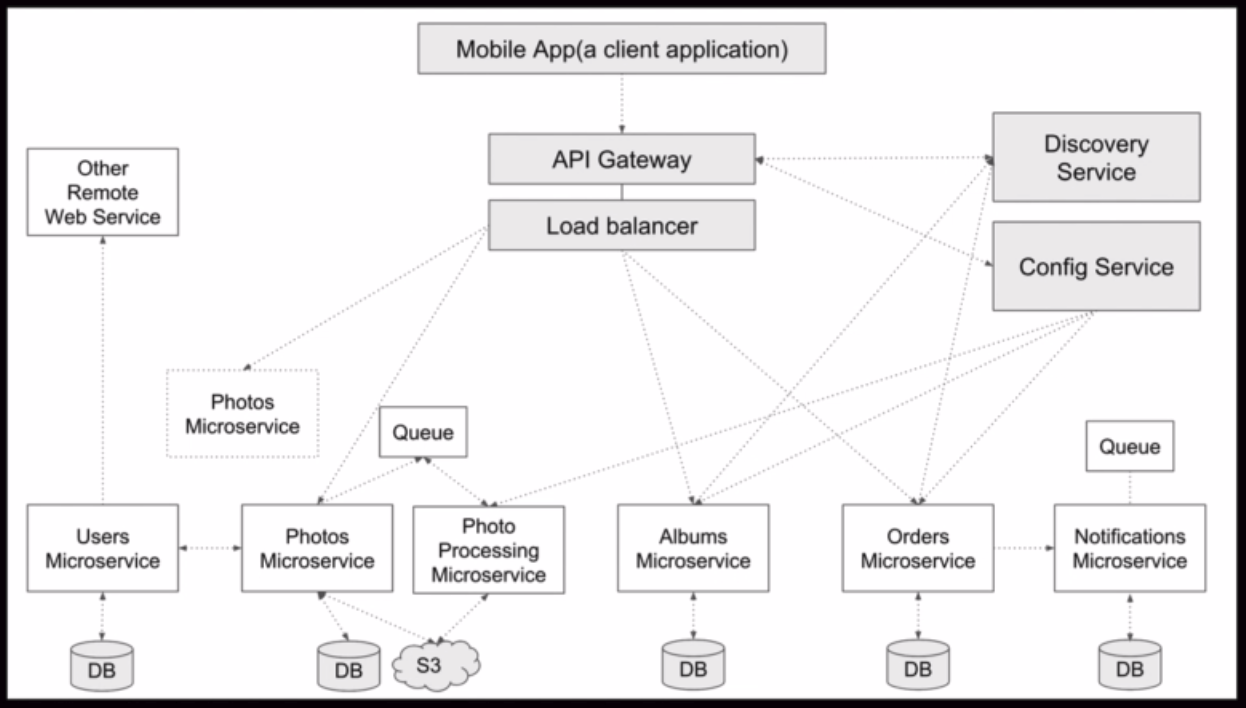 Mobile App(a client application)
API Gateway
Discovery
Service
Other
Remote
Web Service
Load balancer
Config Service
Photos
Microservice
Queue
Queue
Users
Microservice
Photos
Microservice
Photo
Processing
Microservice
Albums
Microservice
Orders
Microservice
Notifications
Microservice
DB
DB
S3
DB
DB
DB